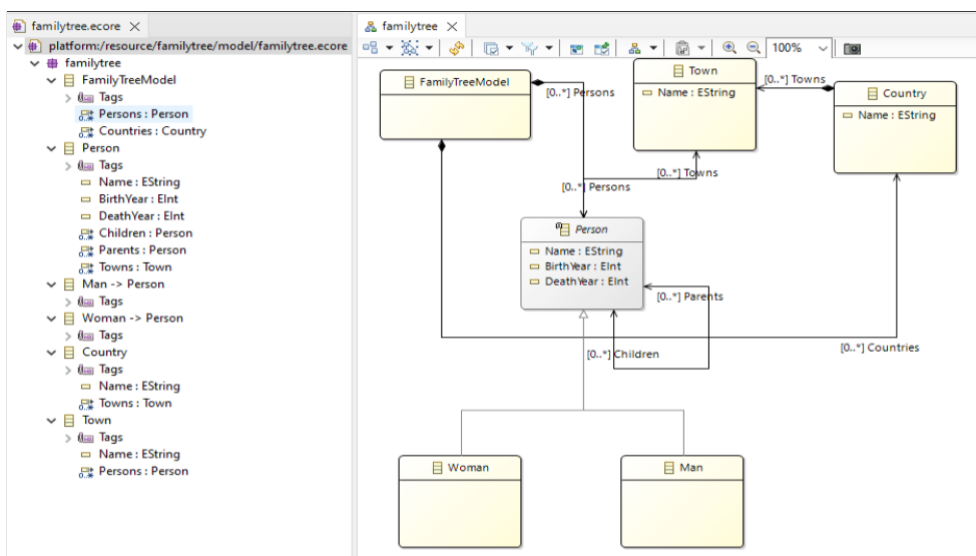 familytree.ecore
platform:/resource/familytree/model/familytree.ecore
familytree
FamilyTreeModel
Tags
Persons : Person
Countries : Country
Person
Tags
Name : EString
BirthYear : EInt
DeathYear : EInt
Children : Person
Parents : Person
Towns : Town
Man -> Person
Tags
Woman -> Person
Tags
Country
Tags
Name : EString
Towns : Town
Town
Tags
Name : EString
Persons : Person
familytree
100%
FamilyTreeModel
[0..*] Persons
Town
Name : EString
[0..*] Towns
Country
Name : EString
[0..*] Towns
[0..*] Persons
Person
Name : EString
BirthYear : EInt
DeathYear : EInt
[0..*] Parents
[0..*] Children
[0..*] Countries
Woman
Man